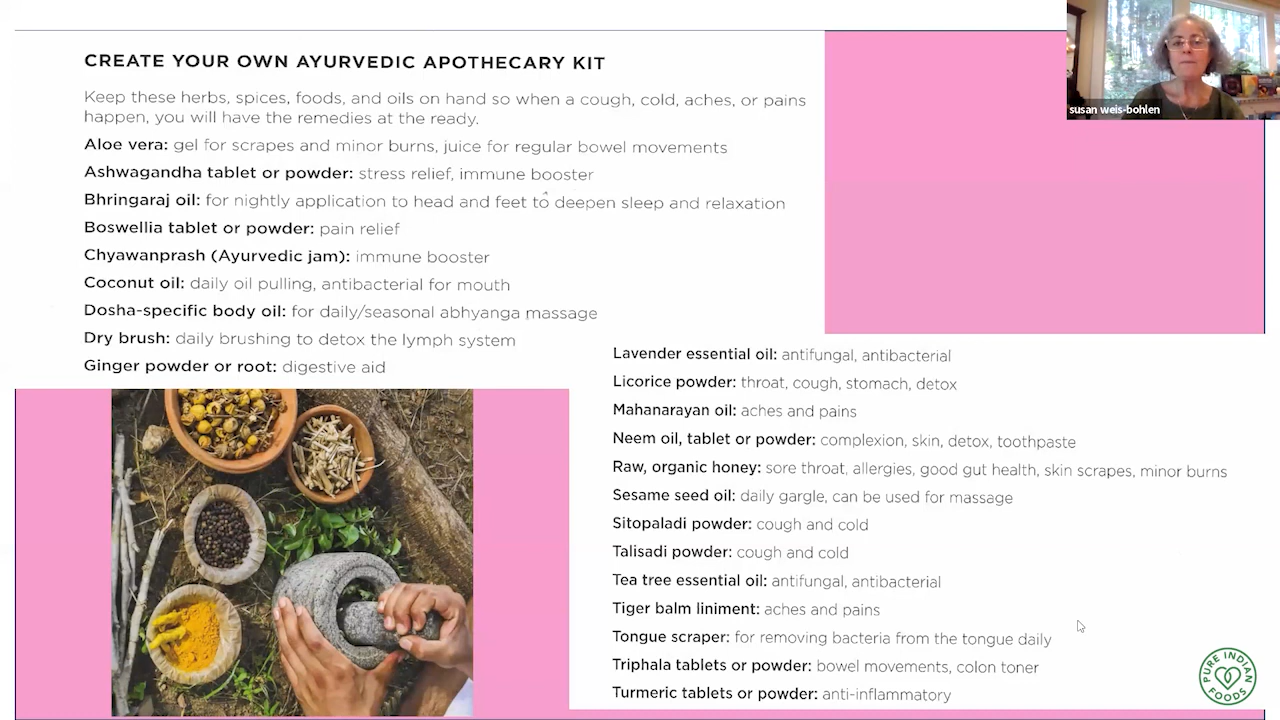 CREATE YOUR OWN AYURVEDIC APOTHECARY KIT
Keep these herbs, spices, foods, and oils on hand so when a cough, cold, aches, or pains
happen, you will have the remedies at the ready.
Aloe vera: gel for scrapes and minor burns, juice for regular bowel movements
Ashwagandha tablet or powder: stress relief, immune booster
Bhringaraj oil: for nightly application to head and feet to deepen sleep and relaxation
Boswellia tablet or powder: pain relief
Chyawanprash (Ayurvedic jam): immune booster
Coconut oil: daily oil pulling, antibacterial for mouth
Dosha-specific body oil: for daily/seasonal abhyanga massage
Dry brush: daily brushing to detox the lymph system
Ginger powder or root: digestive aid
Lavender essential oil: antifungal, antibacterial
Licorice powder: throat, cough, stomach, detox
Mahanarayan oil: aches and pains
Neem oil, tablet or powder: complexion, skin, detox, toothpaste
Raw, organic honey: sore throat, allergies, good gut health, skin scrapes, minor burns
Sesame seed oil: daily gargle, can be used for massage
Sitopaladi powder: cough and cold
Talisadi powder: cough and cold
Tea tree essential oil: antifungal, antibacterial
Tiger balm liniment: aches and pains
Tongue scraper: for removing bacteria from the tongue daily
Triphala tablets or powder: bowel movements, colon toner
Turmeric tablets or powder: anti-inflammatory
susan weis-bohlen
PURE INDIAN
FOODS